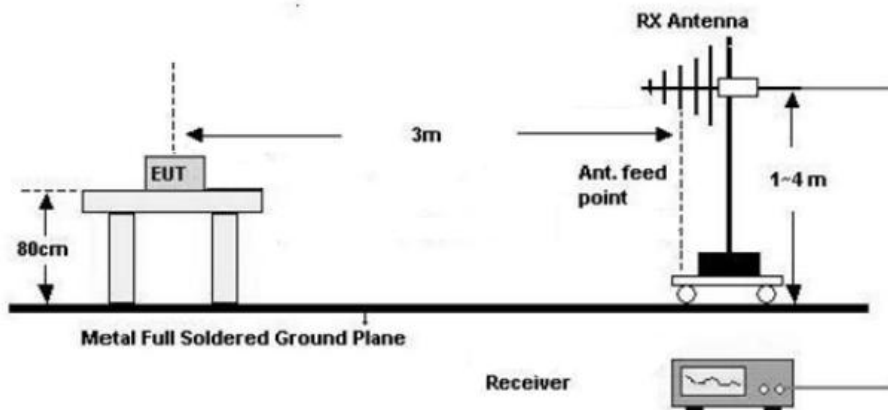 RX Antenna
3m
EUT
Ant. feed
point
1~4 m
80cm
Metal Full Soldered Ground Plane
Receiver